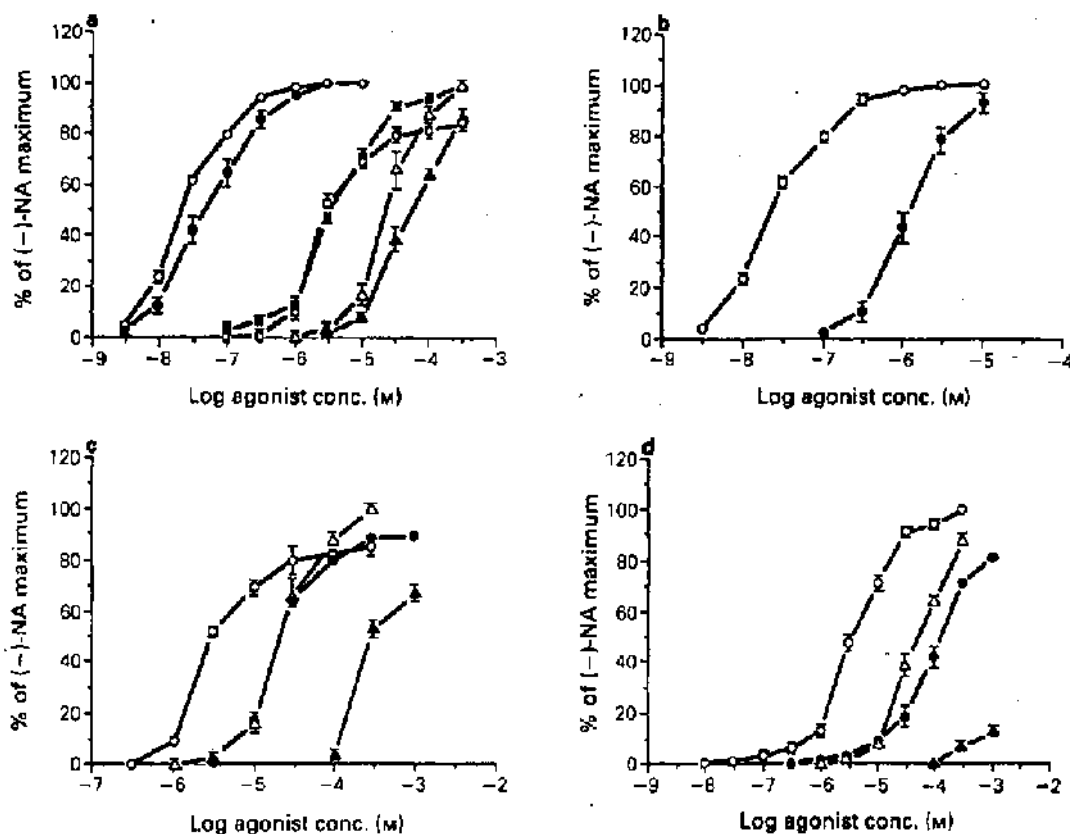 a
120
100
80
60
40
20
0
% of (−)-NA maximum
−9 −8 −7 −6 −5 −4 −3 −2
Log agonist conc. (M)
b
120
100
80
60
40
20
0
% of (−)-NA maximum
−9 −8 −7 −6 −5 −4
Log agonist conc. (M)
c
120
100
80
60
40
20
0
% of (−)-NA maximum
−7 −6 −5 −4 −3 −2
Log agonist conc. (M)
d
120
100
80
60
40
20
0
% of (−)-NA maximum
−9 −8 −7 −6 −5 −4 −3 −2
Log agonist conc. (M)